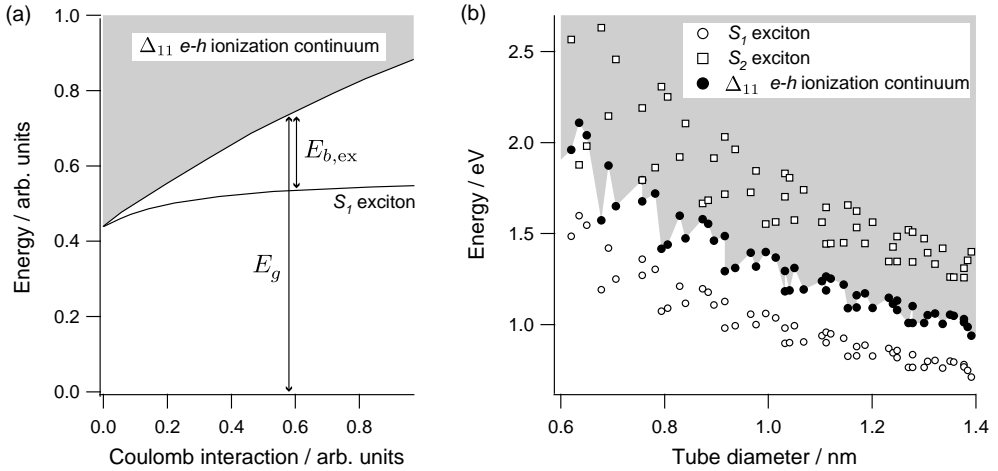 (a)
1.0
0.8
0.6
0.4
0.2
0.0
Energy / arb. units
Δ₁₁ e-h ionization continuum
E_{b,ex}
S₁ exciton
E_g
0.0 0.2 0.4 0.6 0.8
Coulomb interaction / arb. units
(b)
2.5
2.0
1.5
1.0
Energy / eV
S₁ exciton
S₂ exciton
Δ₁₁ e-h ionization continuum
0.6 0.8 1.0 1.2 1.4
Tube diameter / nm